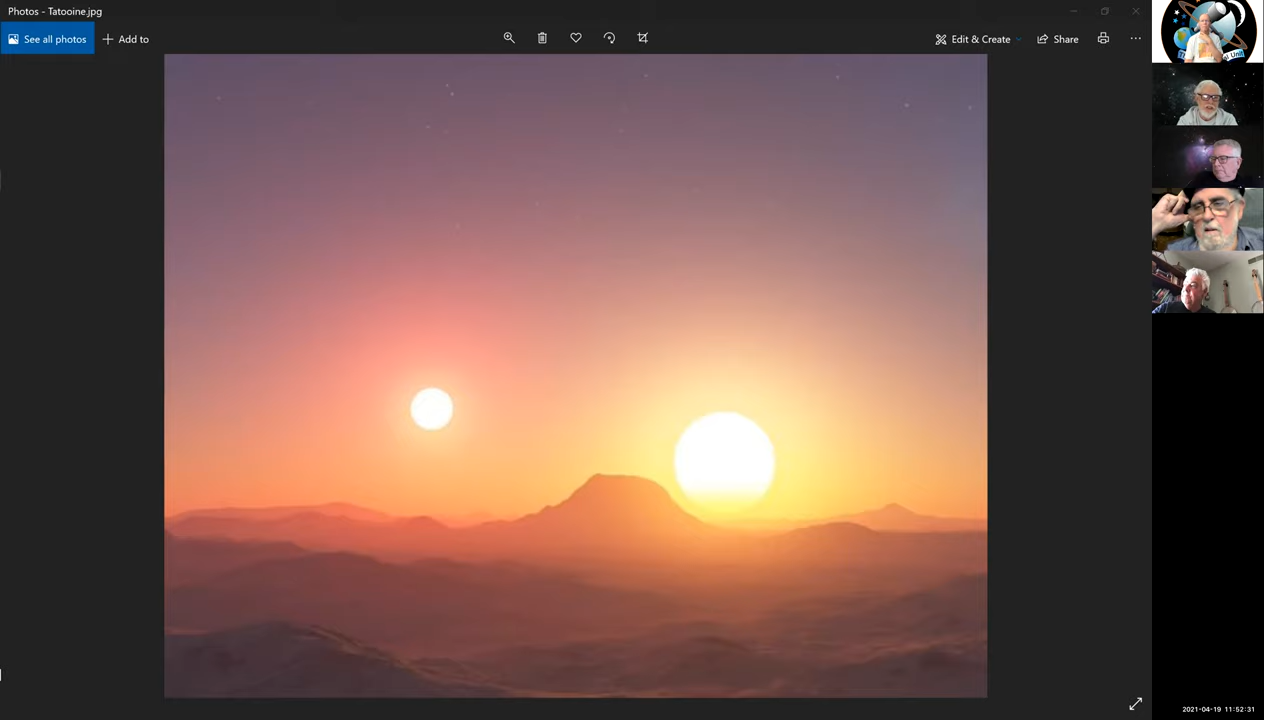 Photos - Tatooine.jpg
See all photos
Add to
Edit & Create
Share
2021-04-19 11:52:31